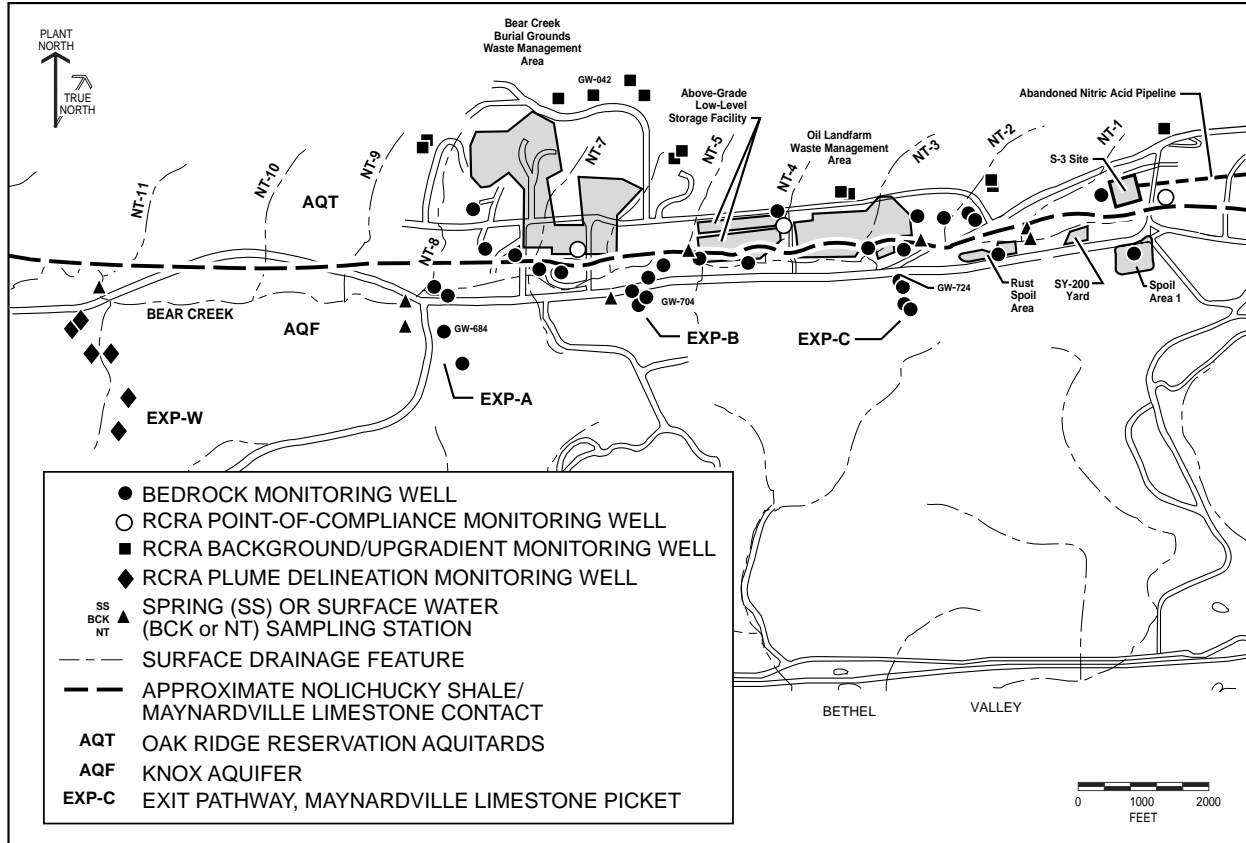 PLANT
NORTH
TRUE
NORTH
Bear Creek
Burial Grounds
Waste Management
Area
GW-042
Above-Grade
Low-Level
Storage Facility
Oil Landfarm
Waste Management
Area
Abandoned Nitric Acid Pipeline
S-3 Site
NT-11
NT-10
NT-9
NT-8
NT-7
NT-5
NT-4
NT-3
NT-2
NT-1
AQT
BEAR CREEK
AQF
GW-684
GW-704
GW-724
EXP-W
EXP-A
EXP-B
EXP-C
Rust
Spoil
Area
SY-200
Yard
Spoil
Area 1
BEDROCK MONITORING WELL
RCRA POINT-OF-COMPLIANCE MONITORING WELL
RCRA BACKGROUND/UPGRADIENT MONITORING WELL
RCRA PLUME DELINEATION MONITORING WELL
SS
BCK
NT
SPRING (SS) OR SURFACE WATER
(BCK or NT) SAMPLING STATION
SURFACE DRAINAGE FEATURE
APPROXIMATE NOLICHUCKY SHALE/
MAYNARDVILLE LIMESTONE CONTACT
AQT OAK RIDGE RESERVATION AQUITARDS
AQF KNOX AQUIFER
EXP-C EXIT PATHWAY, MAYNARDVILLE LIMESTONE PICKET
BETHEL VALLEY
0 1000 2000
FEET